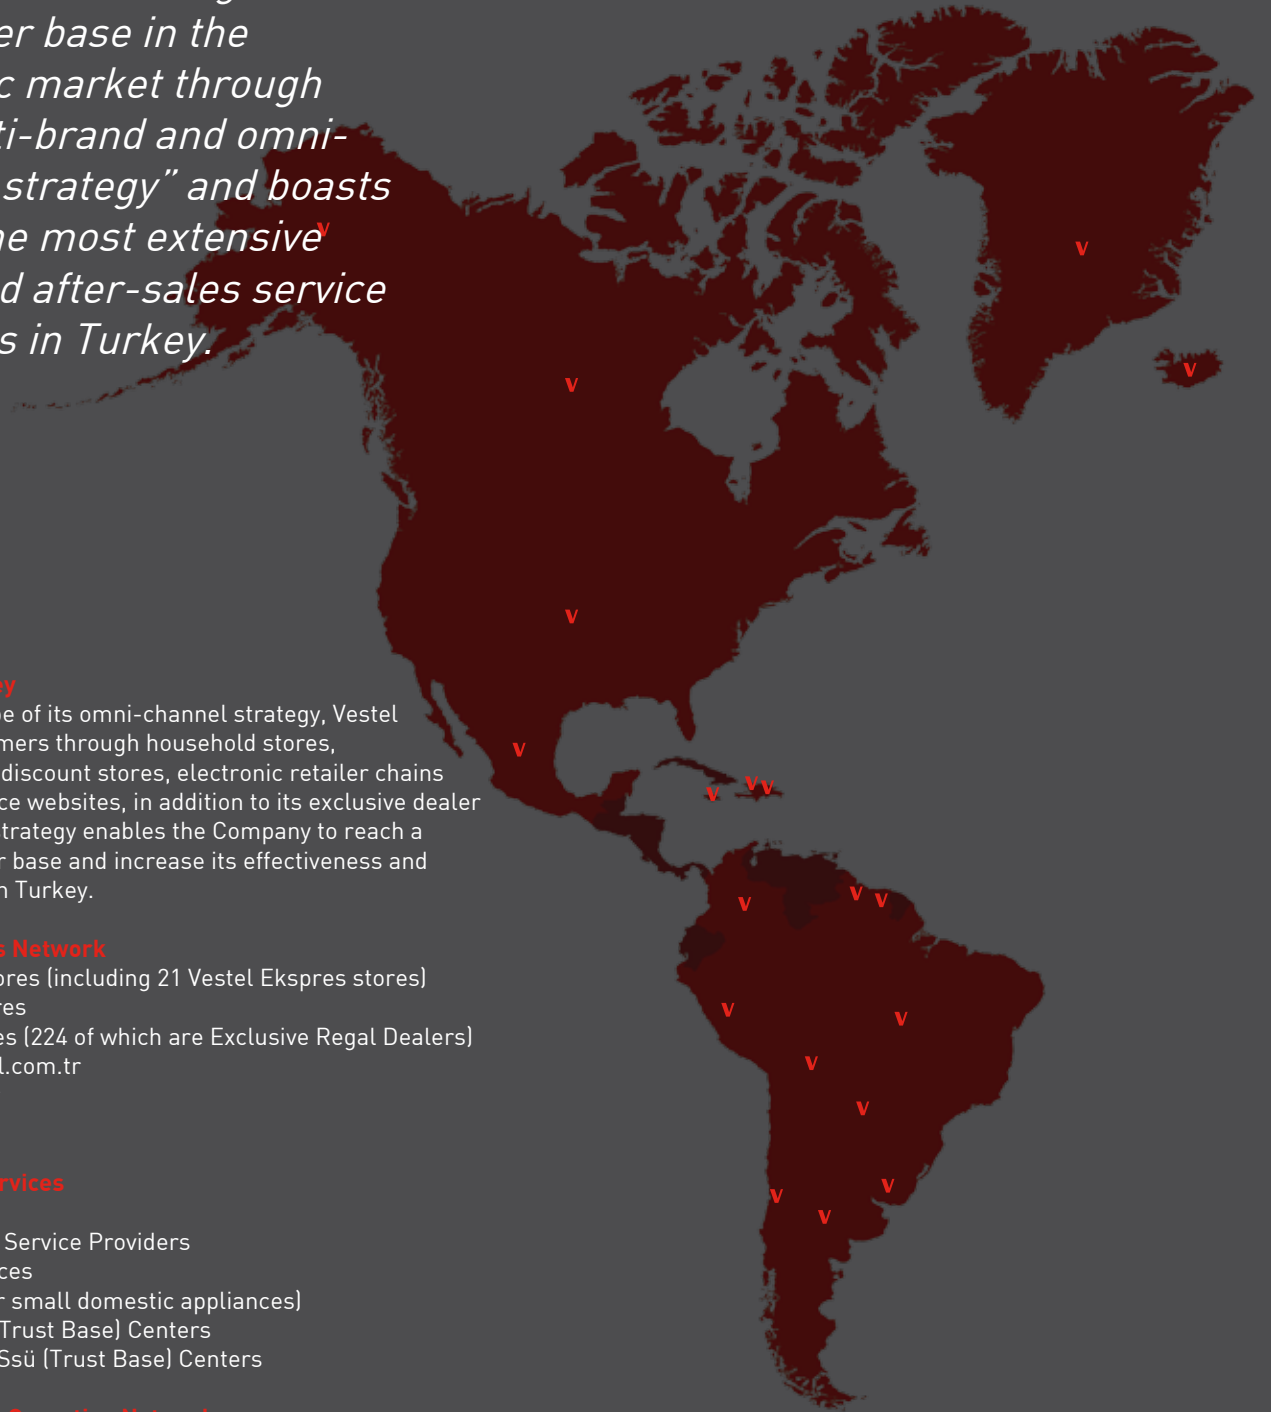 er base in the
c market through
ti-brand and omni-
strategy” and boasts
he most extensive
d after-sales service
s in Turkey.
ey
pe of its omni-channel strategy, Vestel
mers through household stores,
discount stores, electronic retailer chains
ce websites, in addition to its exclusive dealer
strategy enables the Company to reach a
r base and increase its effectiveness and
n Turkey.
s Network
ores (including 21 Vestel Ekspres stores)
res
es (224 of which are Exclusive Regal Dealers)
l.com.tr
rvices
Service Providers
ces
r small domestic appliances)
(Trust Base) Centers
Ssü (Trust Base) Centers